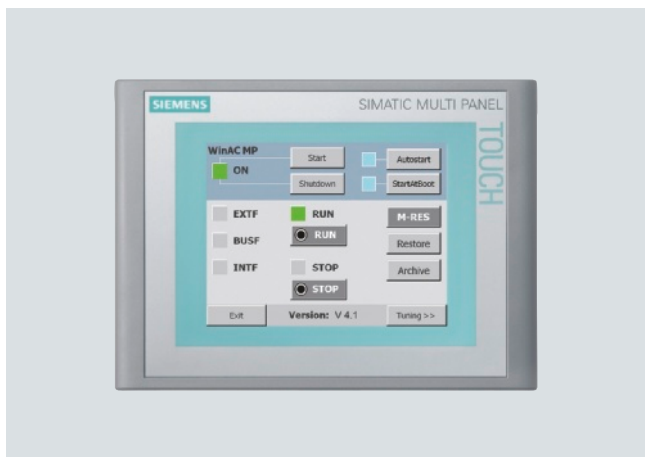 SIEMENS
SIMATIC MULTI PANEL
TOUCH
WinAC MP
ON
Start
Autostart
Shutdown
StartAtBoot
EXTF
RUN
M-RES
BUSF
RUN
Restore
INTF
STOP
Archive
STOP
Exit
Version: V 4.1
Tuning >>